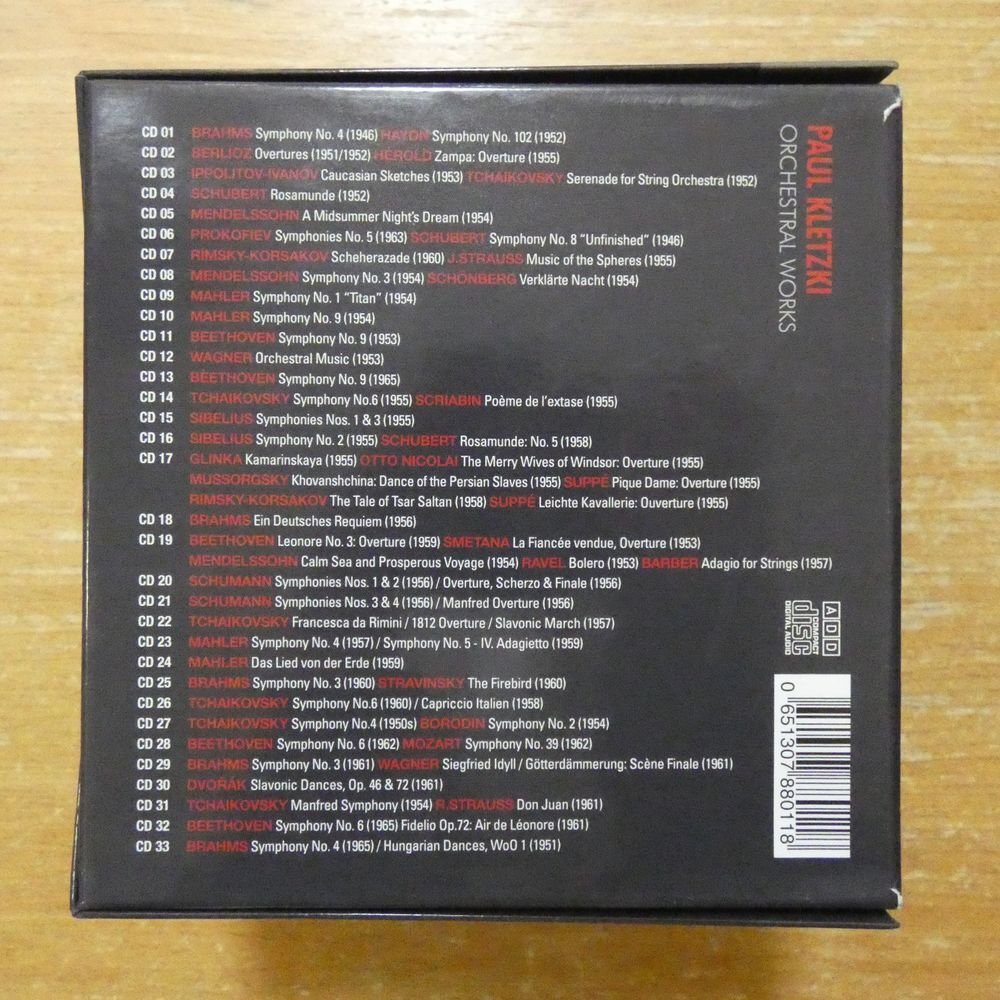 CD 01 BRAHMS Symphony No. 4 (1946) HAYDN Symphony No. 102 (1952)
CD 02 BERLIOZ Overtures (1951/1952) HÉROLD Zampa: Overture (1955)
CD 03 IPPOLITOV-IVANOV Caucasian Sketches (1953) TCHAIKOVSKY Serenade for String Orchestra (1952)
CD 04 SCHUBERT Rosamunde (1952)
CD 05 MENDELSSOHN A Midsummer Night's Dream (1954)
CD 06 PROKOFIEV Symphonies No. 5 (1963) SCHUBERT Symphony No. 8 "Unfinished" (1946)
CD 07 RIMSKY-KORSAKOV Scheherazade (1960) J.STRAUSS Music of the Spheres (1955)
CD 08 MENDELSSOHN Symphony No. 3 (1954) SCHÖNBERG Verklärte Nacht (1954)
CD 09 MAHLER Symphony No. 1 "Titan" (1954)
CD 10 MAHLER Symphony No. 9 (1954)
CD 11 BEETHOVEN Symphony No. 9 (1953)
CD 12 WAGNER Orchestral Music (1953)
CD 13 BEETHOVEN Symphony No. 9 (1965)
CD 14 TCHAIKOVSKY Symphony No.6 (1955) SCRIABIN Poème de l'extase (1955)
CD 15 SIBELIUS Symphonies Nos. 1 & 3 (1955)
CD 16 SIBELIUS Symphony No. 2 (1955) SCHUBERT Rosamunde: No. 5 (1958)
CD 17 GLINKA Kamarinskaya (1955) OTTO NICOLAI The Merry Wives of Windsor: Overture (1955)
MUSSORGSKY Khovanshchina: Dance of the Persian Slaves (1955) SUPPÉ Pique Dame: Overture (1955)
RIMSKY-KORSAKOV The Tale of Tsar Saltan (1958) SUPPÉ Leichte Kavallerie: Ouverture (1955)
CD 18 BRAHMS Ein Deutsches Requiem (1956)
CD 19 BEETHOVEN Leonore No. 3: Overture (1959) SMETANA La Fiancée vendue, Overture (1953)
MENDELSSOHN Calm Sea and Prosperous Voyage (1954) RAVEL Bolero (1953) BARBER Adagio for Strings (1957)
CD 20 SCHUMANN Symphonies Nos. 1 & 2 (1956) / Overture, Scherzo & Finale (1956)
CD 21 SCHUMANN Symphonies Nos. 3 & 4 (1956) / Manfred Overture (1956)
CD 22 TCHAIKOVSKY Francesca da Rimini / 1812 Overture / Slavonic March (1957)
CD 23 MAHLER Symphony No. 4 (1957) / Symphony No. 5 - IV. Adagietto (1959)
CD 24 MAHLER Das Lied von der Erde (1959)
CD 25 BRAHMS Symphony No. 3 (1960) STRAVINSKY The Firebird (1960)
CD 26 TCHAIKOVSKY Symphony No.6 (1960) / Capriccio Italien (1958)
CD 27 TCHAIKOVSKY Symphony No.4 (1950s) BORODIN Symphony No. 2 (1954)
CD 28 BEETHOVEN Symphony No. 6 (1962) MOZART Symphony No. 39 (1962)
CD 29 BRAHMS Symphony No. 3 (1961) WAGNER Siegfried Idyll / Götterdämmerung: Scène Finale (1961)
CD 30 DVOŘÁK Slavonic Dances, Op. 46 & 72 (1961)
CD 31 TCHAIKOVSKY Manfred Symphony (1954) R.STRAUSS Don Juan (1961)
CD 32 BEETHOVEN Symphony No. 6 (1965) Fidelio Op.72: Air de Léonore (1961)
CD 33 BRAHMS Symphony No. 4 (1965) / Hungarian Dances, WoO 1 (1951)
PAUL KLETZKI
ORCHESTRAL WORKS
ADD
COMPACT
disc
DIGITAL AUDIO
0 651307 880118